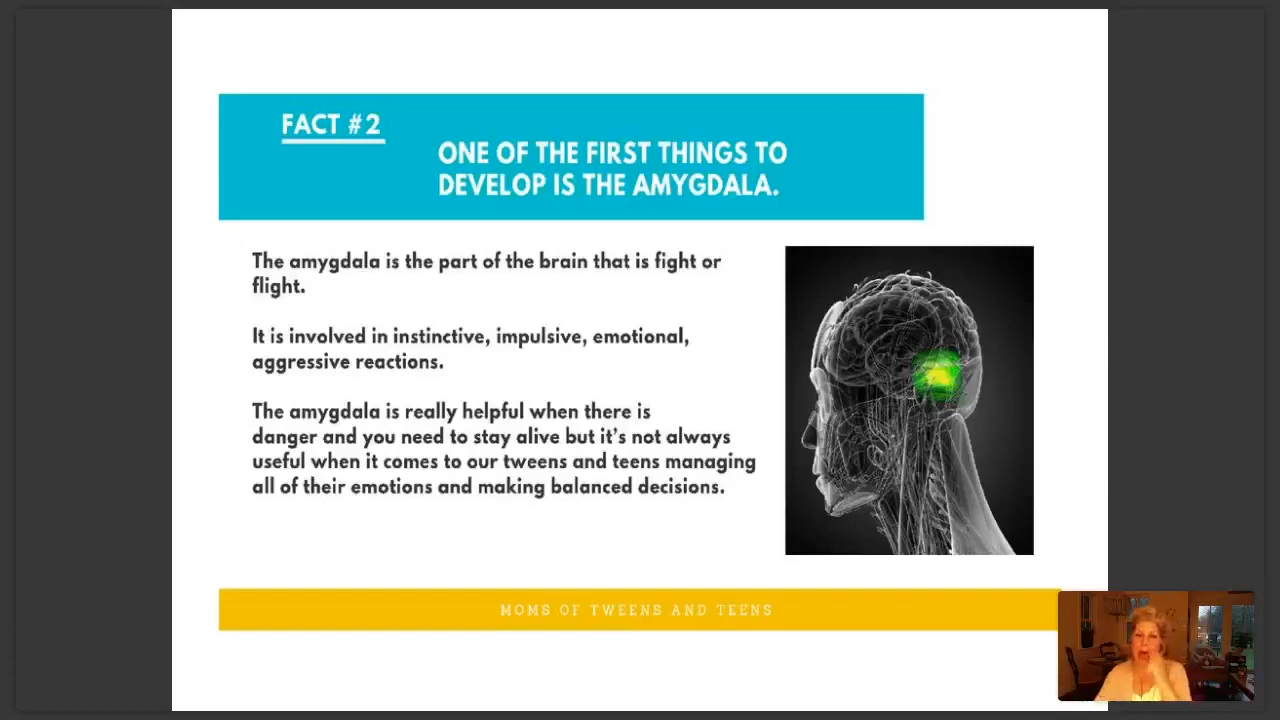 FACT #2
ONE OF THE FIRST THINGS TO
DEVELOP IS THE AMYGDALA.
The amygdala is the part of the brain that is fight or
flight.
It is involved in instinctive, impulsive, emotional,
aggressive reactions.
The amygdala is really helpful when there is
danger and you need to stay alive but it's not always
useful when it comes to our tweens and teens managing
all of their emotions and making balanced decisions.
MOMS OF TWEENS AND TEENS